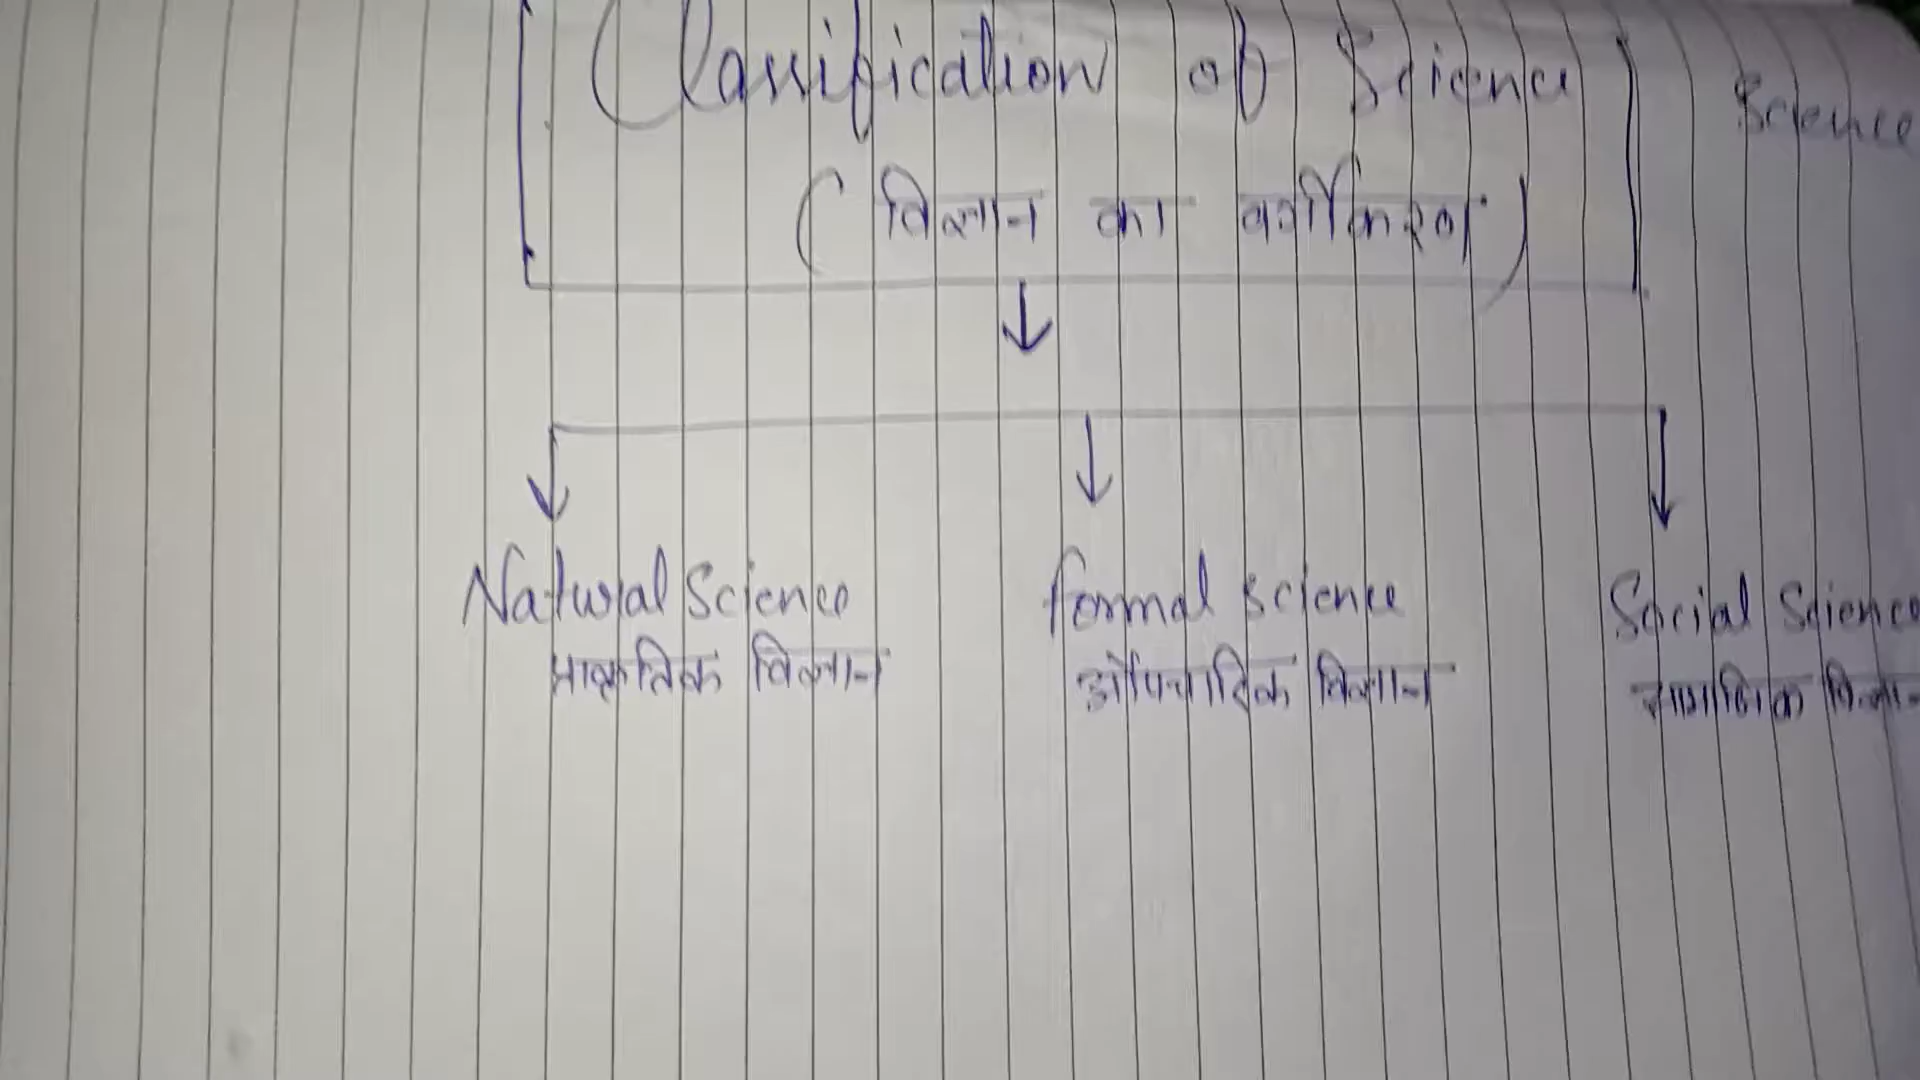 Classification of Science
Science
(विज्ञान का वर्गीकरण)
Natural Science
formal science
Social Science
प्राकृतिक विज्ञान
औपचारिक विज्ञान
सामाजिक